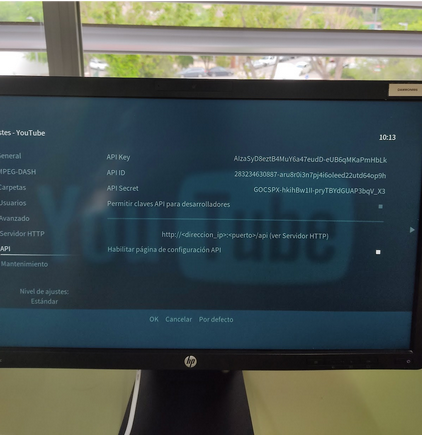 stes - YouTube
10:13
eneral
API Key AIzaSyD8eztB4MuY6a47eudD-eUB6qMKaPmHbLk
MPEG-DASH
API ID 283234630887-aru8r0i3n7pj4i6oleed22utd64op9h
Carpetas
API Secret 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
Usuarios
Permitir claves API para desarrolladores
Avanzado
Servidor HTTP
http://<direccion_ip>:<puerto>/api (ver Servidor HTTP)
API
Habilitar página de configuración API
Mantenimiento
Nivel de ajustes:
Estándar
OK Cancelar Por defecto
YouTube
hp